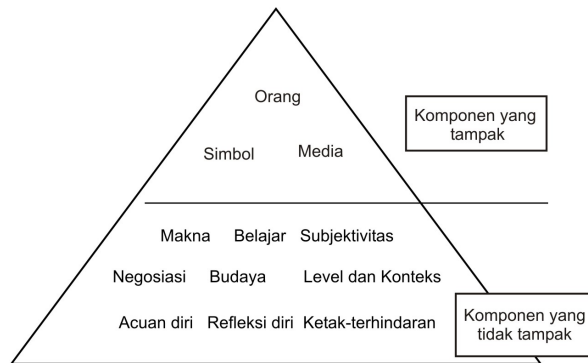 Orang
Komponen yang
tampak
Simbol Media
Makna Belajar Subjektivitas
Negosiasi Budaya Level dan Konteks
Acuan diri Refleksi diri Ketak-terhindaran
Komponen yang
tidak tampak